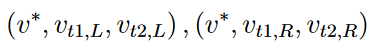 (v*, v_{t1,L}, v_{t2,L}), (v*, v_{t1,R}, v_{t2,R})